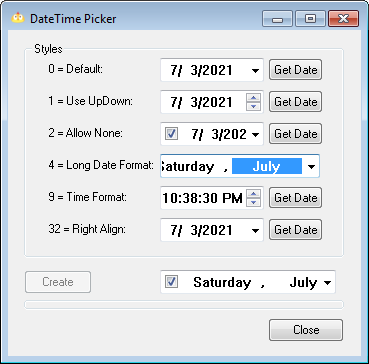 DateTime Picker
Styles
0 = Default: 7/ 3/2021 Get Date
1 = Use UpDown: 7/ 3/2021 Get Date
2 = Allow None: 7/ 3/202 Get Date
4 = Long Date Format: Saturday , July
9 = Time Format: 10:38:30 PM Get Date
32 = Right Align: 7/ 3/2021 Get Date
Create Saturday , July
Close